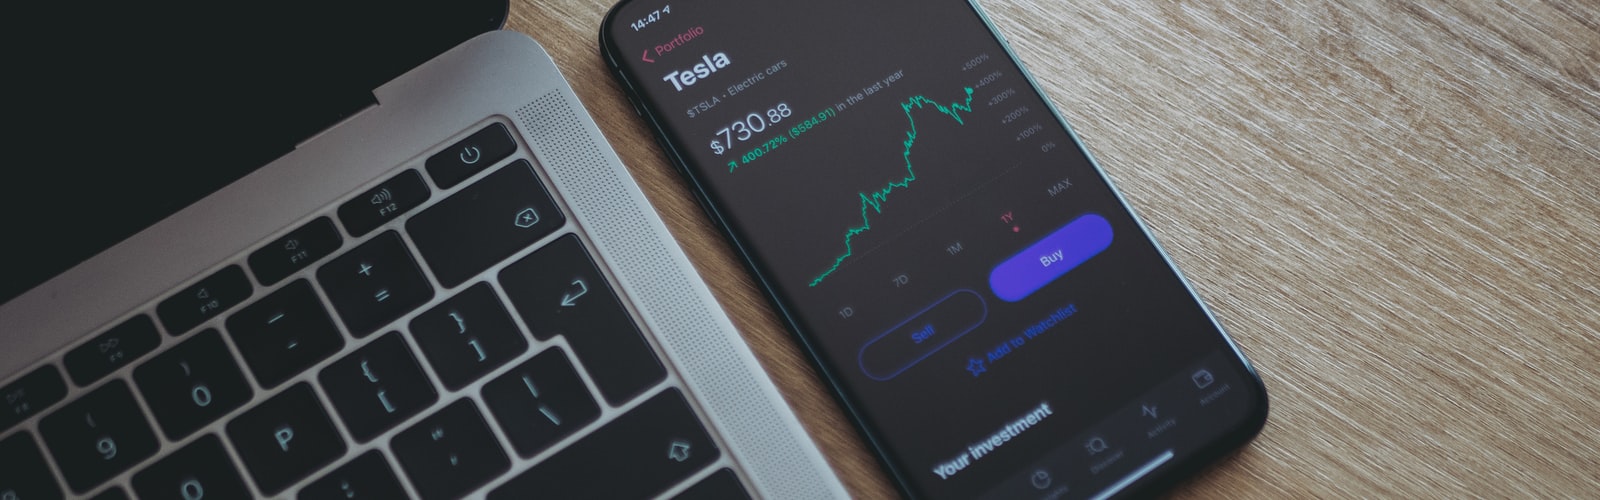 14:47
Portfolio
Tesla
$TSLA • Electric cars
$730.88
400.72% ($584.91) in the last year
+500%
+400%
+300%
+200%
+100%
0%
1D
7D
1M
1Y
MAX
Sell
Buy
Add to Watchlist
Your investment
Discover
Activity
Account
F12
F11
F10
F9
F8
+
=
_
-
)
0
(
9
{
[
}
]
P
O
|
\
"
'
:
;